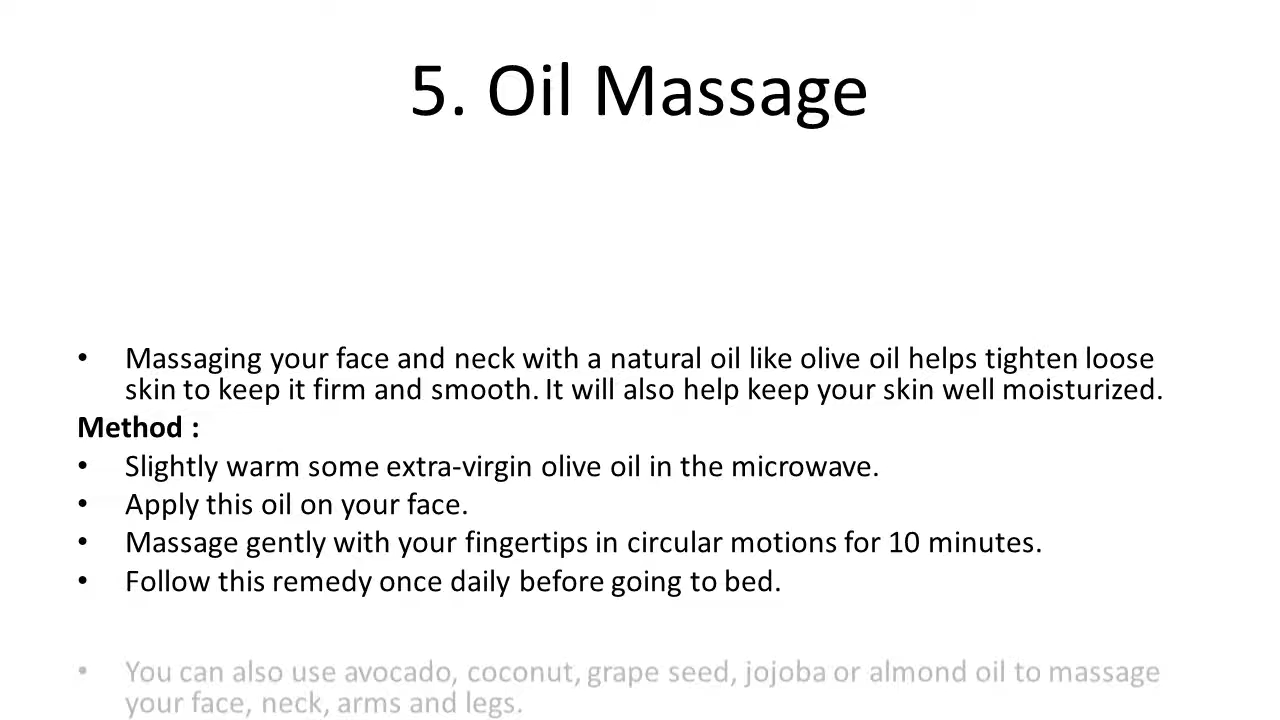 5. Oil Massage
• Massaging your face and neck with a natural oil like olive oil helps tighten loose
skin to keep it firm and smooth. It will also help keep your skin well moisturized.
Method :
• Slightly warm some extra-virgin olive oil in the microwave.
• Apply this oil on your face.
• Massage gently with your fingertips in circular motions for 10 minutes.
• Follow this remedy once daily before going to bed.
• You can also use avocado, coconut, grape seed, jojoba or almond oil to massage
your face, neck, arms and legs.